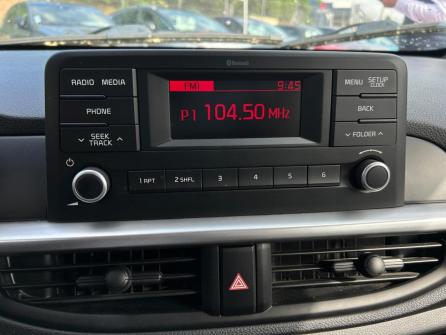 Bluetooth
RADIO MEDIA
FM1 9:45
MENU SETUP
CLOCK
PHONE
P1 104.50 MHz
BACK
SEEK
TRACK
FOLDER
1 RPT 2 SHFL 3 4 5 6